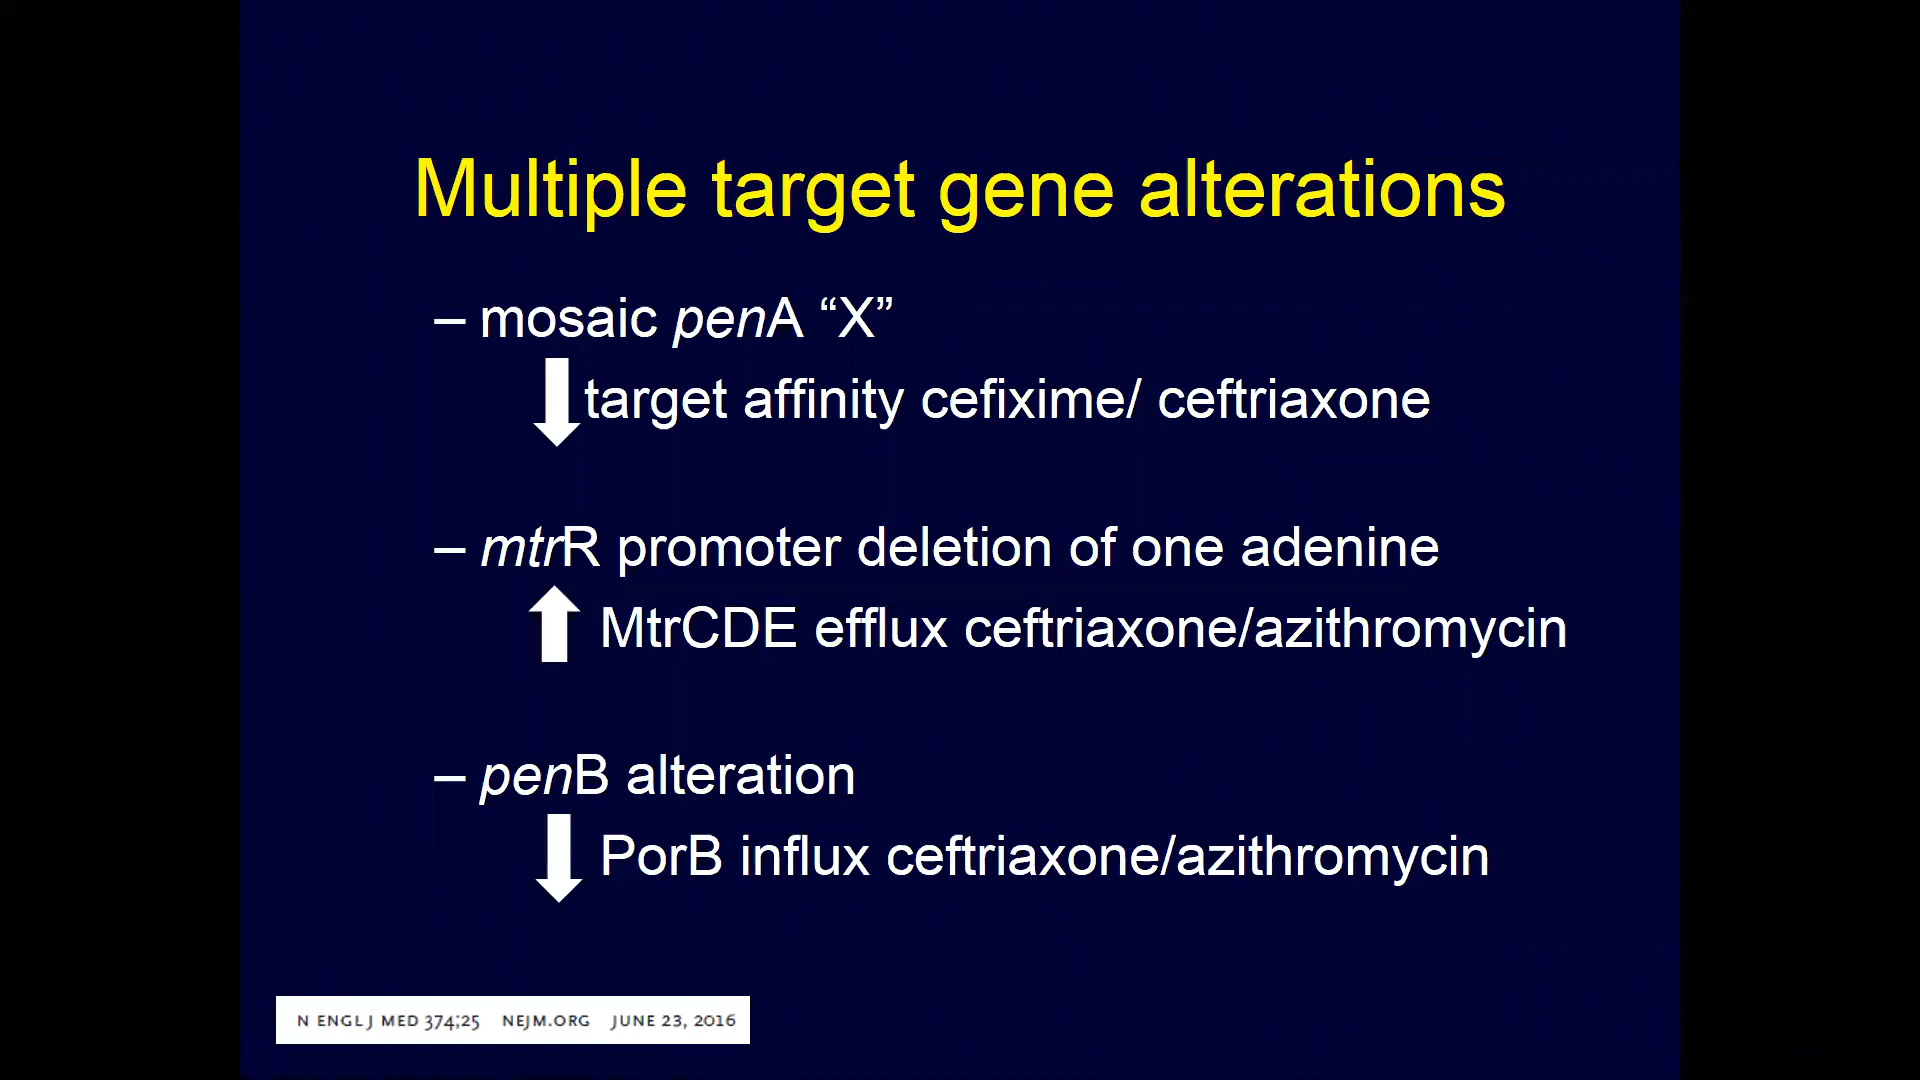 Multiple target gene alterations
– mosaic penA “X”
target affinity cefixime/ ceftriaxone
– mtrR promoter deletion of one adenine
MtrCDE efflux ceftriaxone/azithromycin
– penB alteration
PorB influx ceftriaxone/azithromycin
N ENGL J MED 374;25 NEJM.ORG JUNE 23, 2016